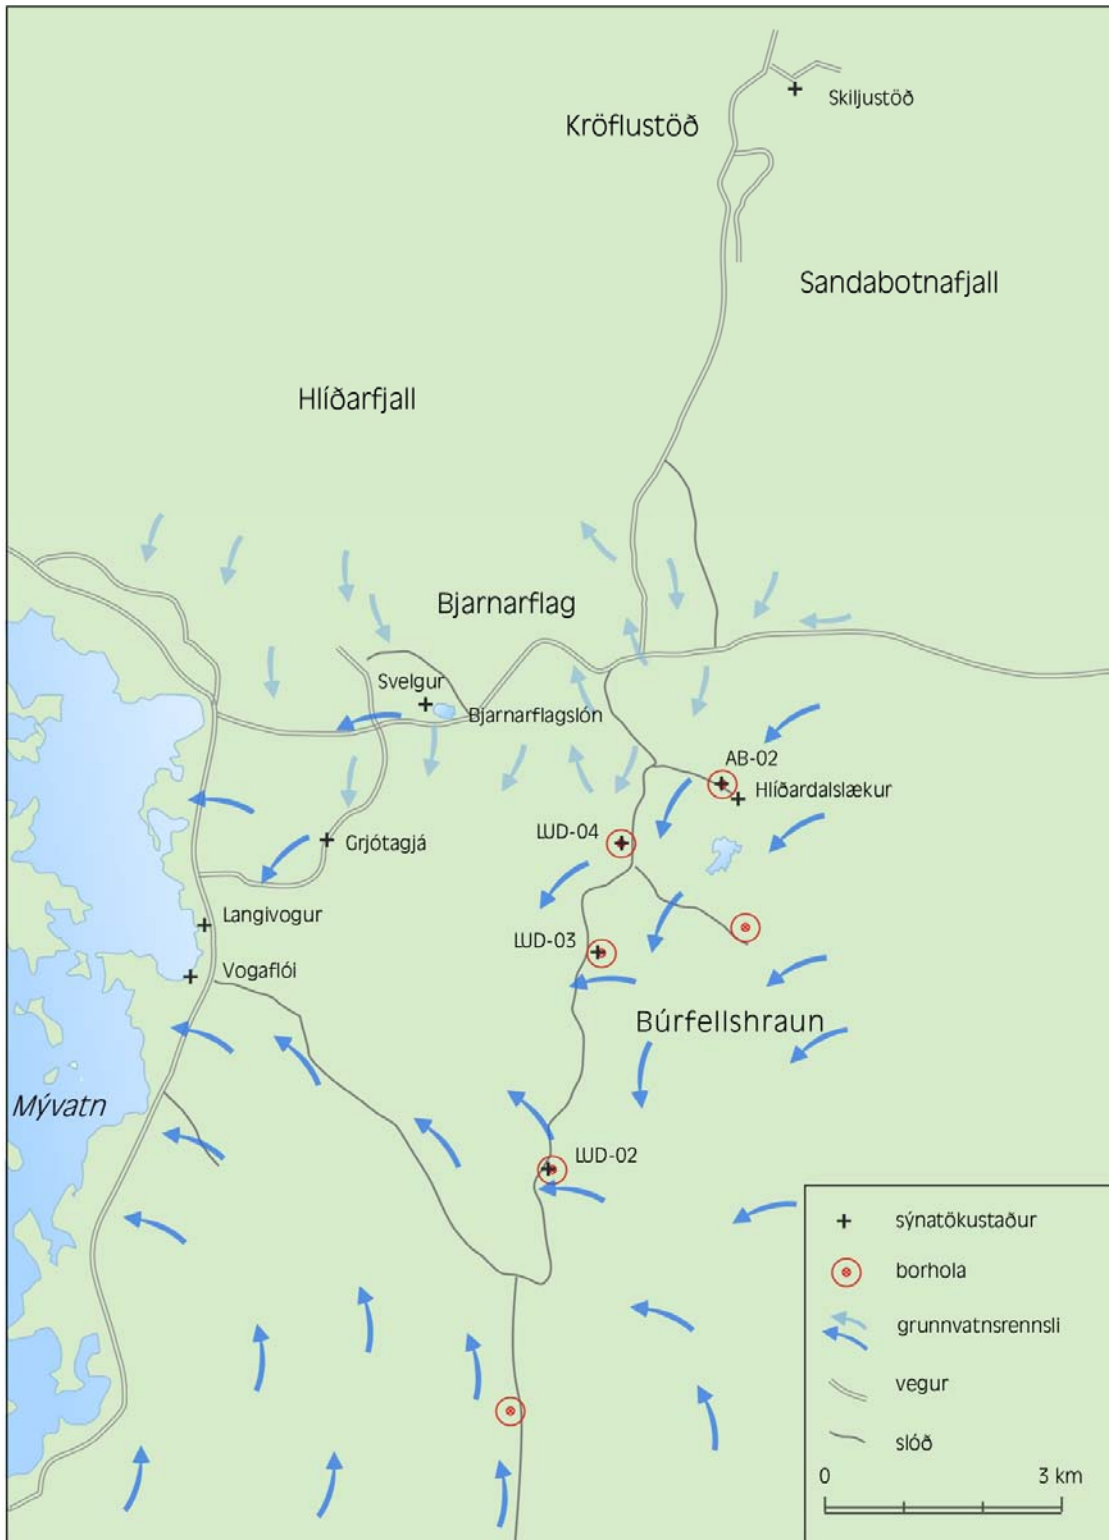 Skiljustöð
Kröflustöð
Sandabotnafjall
Hlíðarfjall
Bjarnarflag
Svelgur
Bjarnarflagslón
AB-02
Hlíðardalslækur
LUD-04
Grjótagjá
Langivogur
LUD-03
Vogaflói
Búrfellshraun
Mývatn
LUD-02
sýnatökustaður
borhola
grunnvatnsrennsli
vegur
slóð
0 3 km